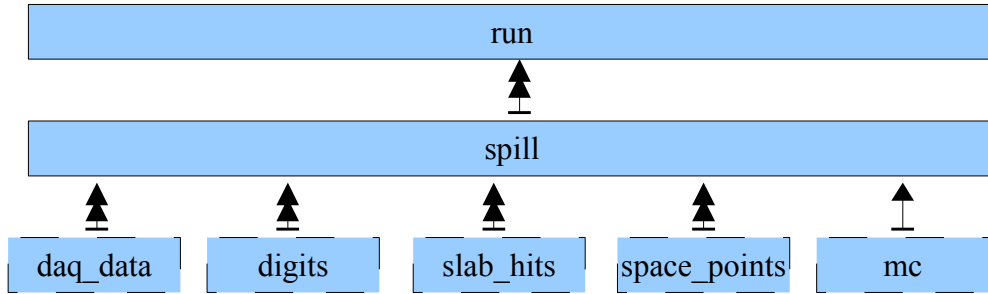 run
spill
daq_data
digits
slab_hits
space_points
mc